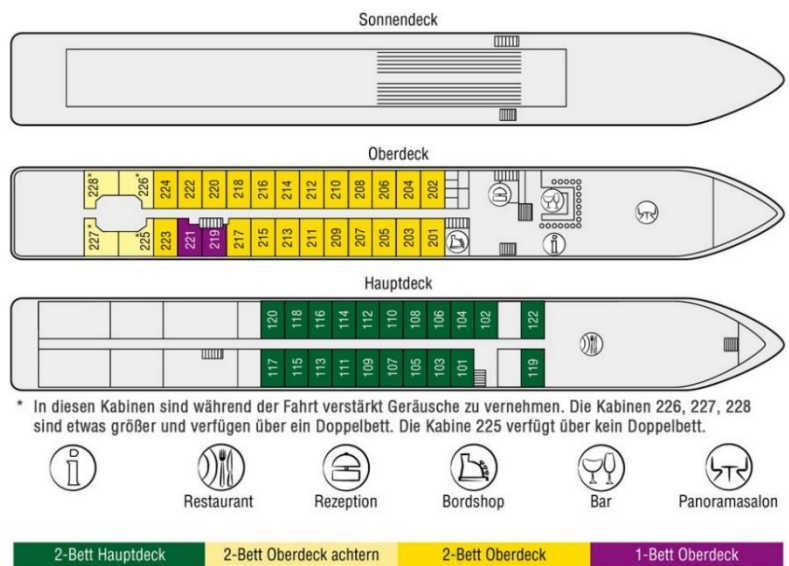 Sonnendeck
Oberdeck
228* 226* 224 222 220 218 216 214 212 210 208 206 204 202
227* 225* 223 221 219 217 215 213 211 209 207 205 203 201
Hauptdeck
120 118 116 114 112 110 108 106 104 102 122
117 115 113 111 109 107 105 103 101 119
* In diesen Kabinen sind während der Fahrt verstärkt Geräusche zu vernehmen. Die Kabinen 226, 227, 228
sind etwas größer und verfügen über ein Doppelbett. Die Kabine 225 verfügt über kein Doppelbett.
i
Restaurant Rezeption Bordshop Bar Panoramasalon
2-Bett Hauptdeck 2-Bett Oberdeck achtern 2-Bett Oberdeck 1-Bett Oberdeck